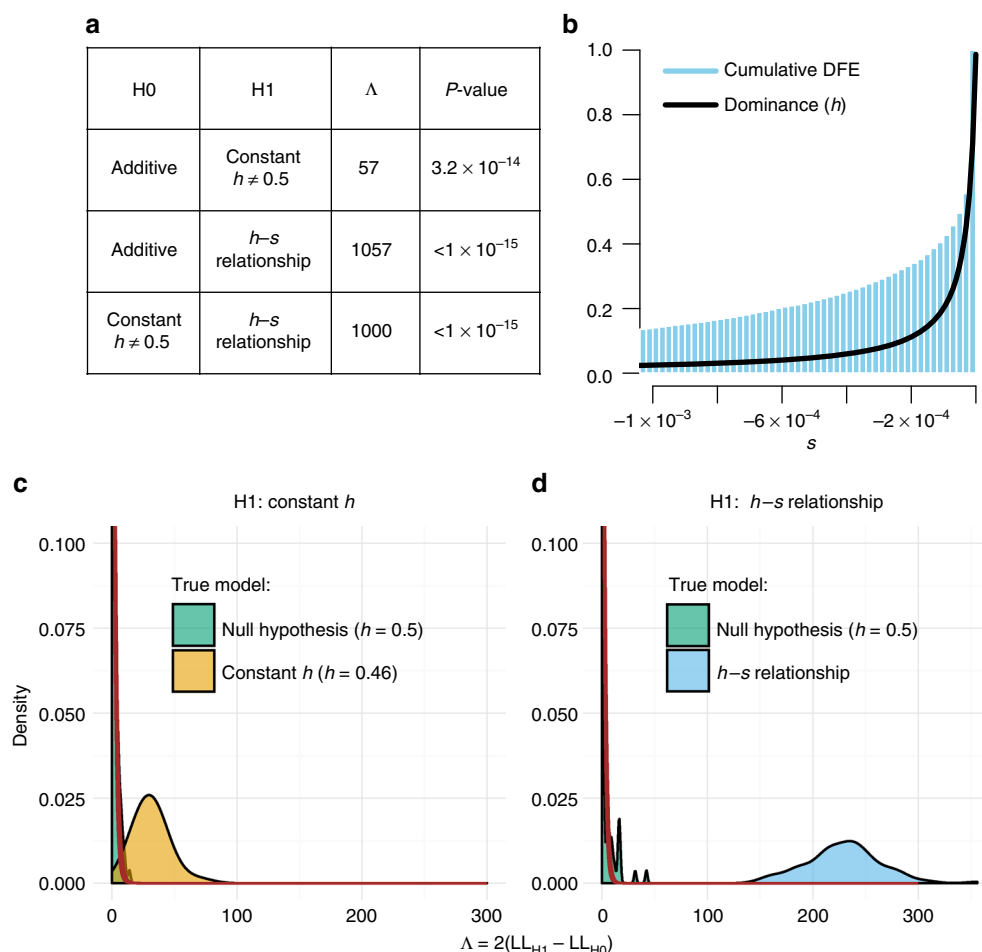 a
H0 H1 Λ P-value
Additive Constant h ≠ 0.5 57 3.2 × 10⁻¹⁴
Additive h–s relationship 1057 <1 × 10⁻¹⁵
Constant h ≠ 0.5 h–s relationship 1000 <1 × 10⁻¹⁵
b
1.0
0.8
0.6
0.4
0.2
0.0
Cumulative DFE
Dominance (h)
−1 × 10⁻³ −6 × 10⁻⁴ −2 × 10⁻⁴
s
c
H1: constant h
0.100
0.075
0.050
0.025
0.000
Density
True model:
Null hypothesis (h = 0.5)
Constant h (h = 0.46)
0 100 200 300
d
H1: h–s relationship
0.100
0.075
0.050
0.025
0.000
True model:
Null hypothesis (h = 0.5)
h–s relationship
0 100 200 300
Λ = 2(LL_H1 − LL_H0)